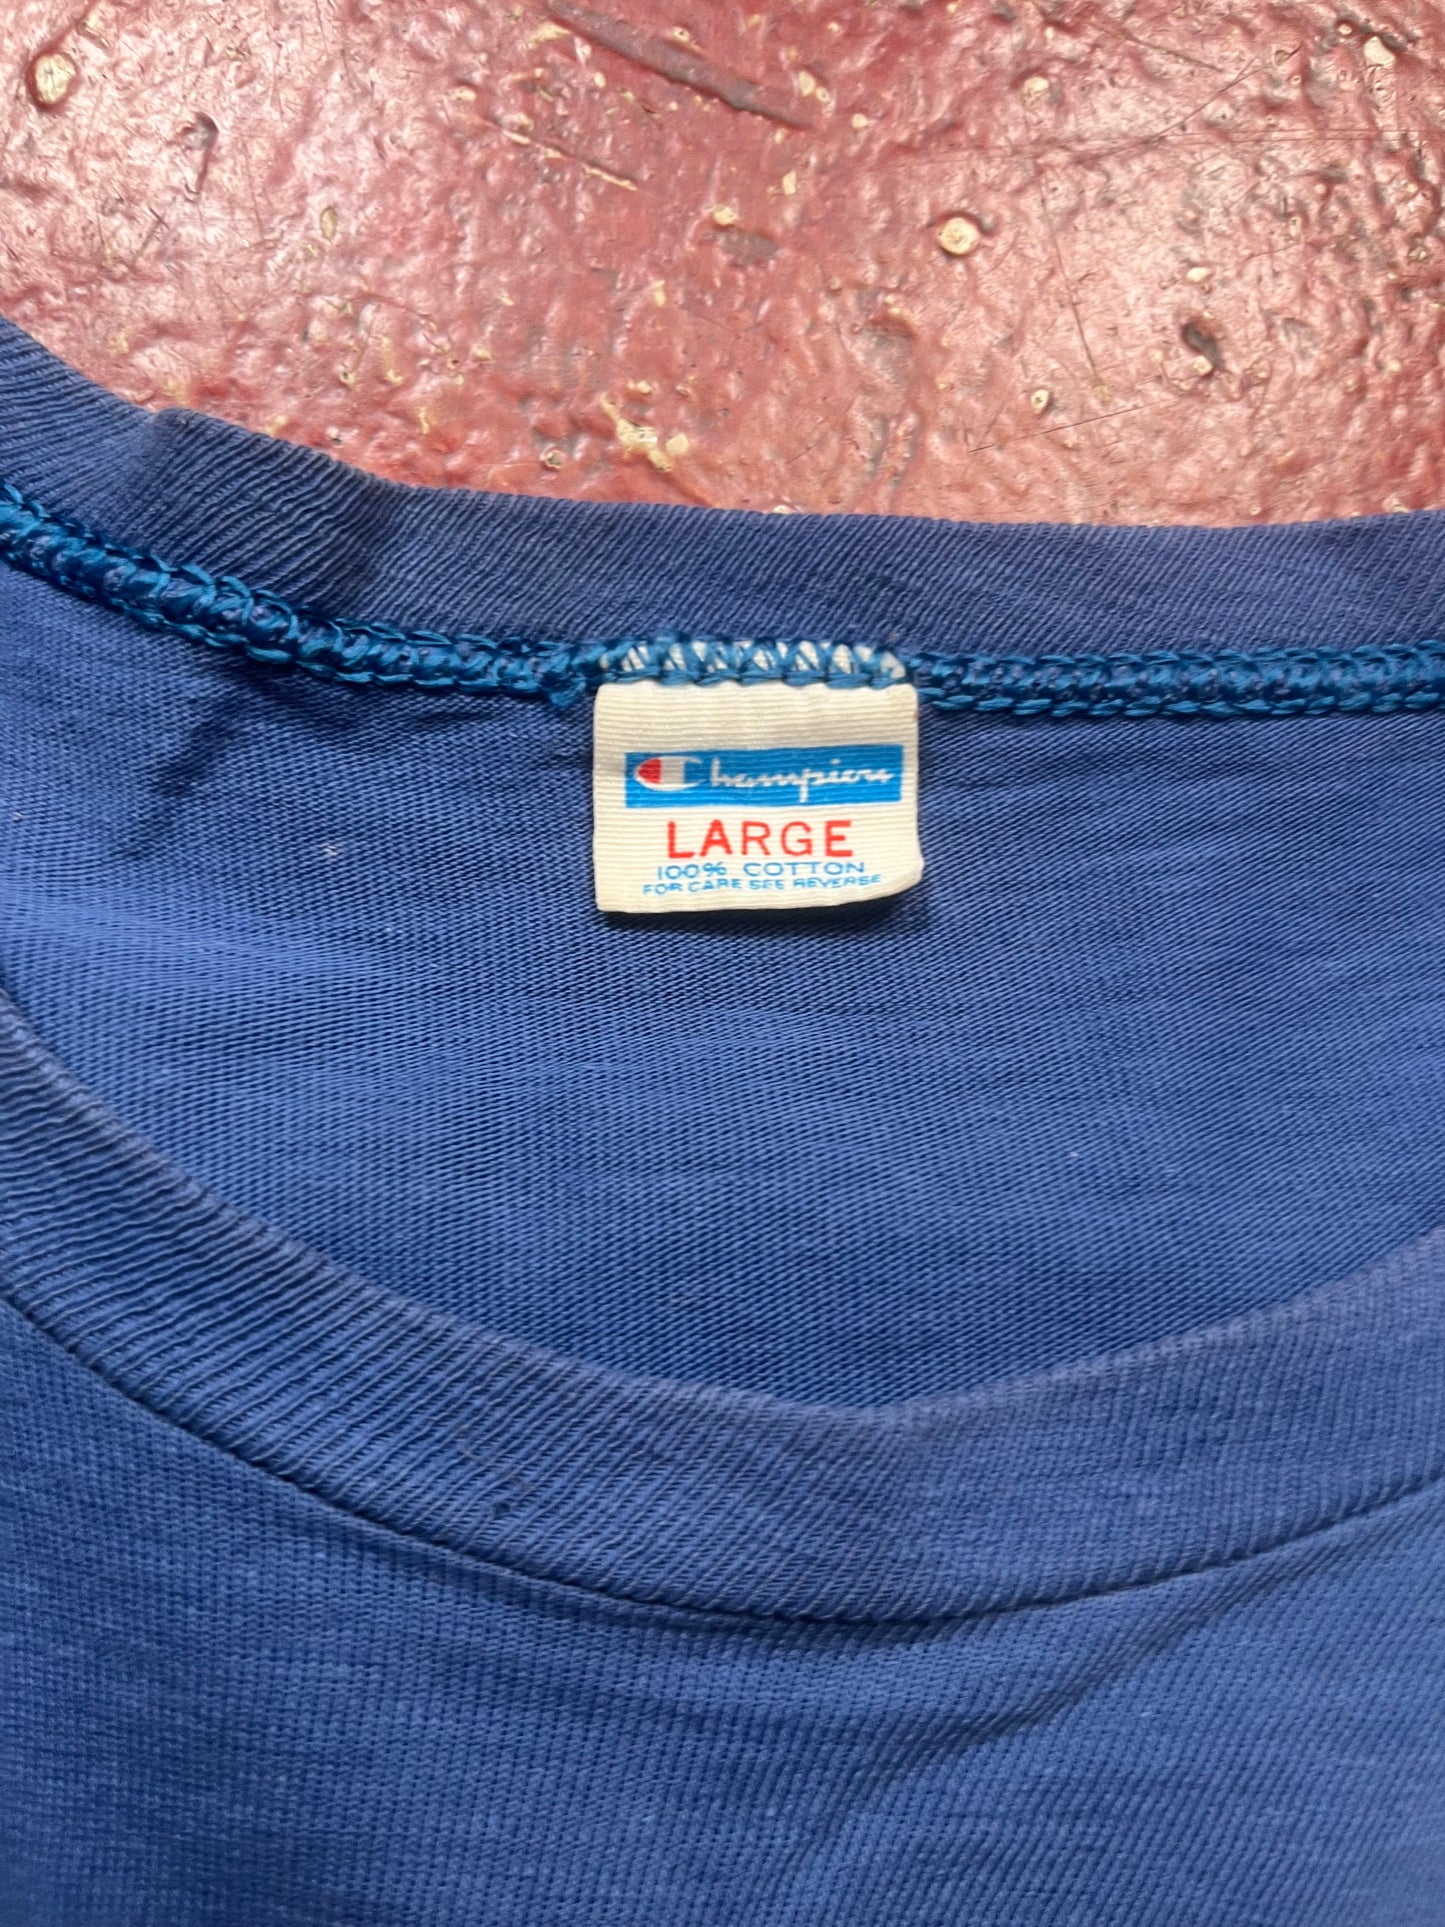 Champion
LARGE
100% COTTON
FOR CARE SEE REVERSE